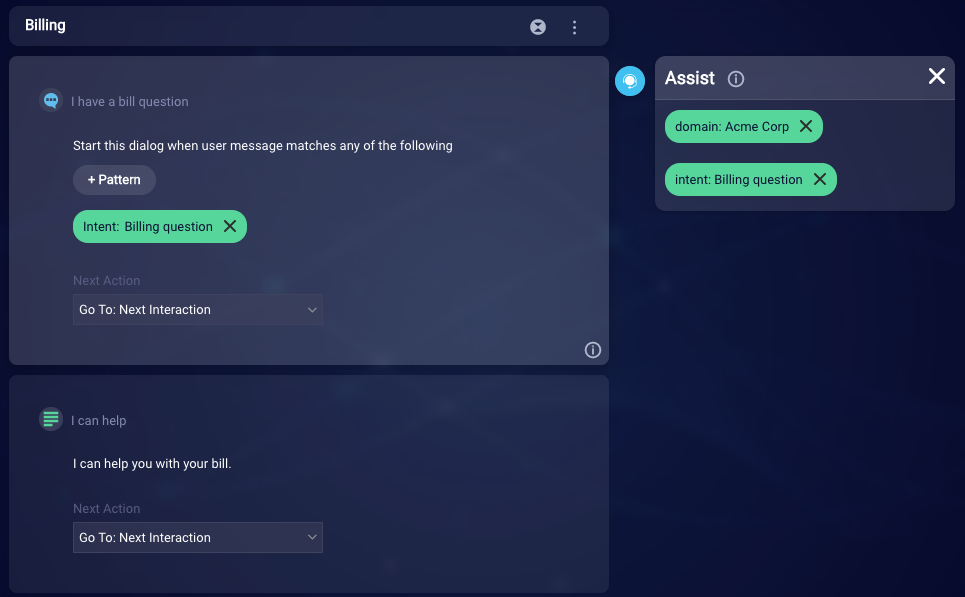 Billing
I have a bill question
Start this dialog when user message matches any of the following
+ Pattern
Intent: Billing question
Next Action
Go To: Next Interaction
I can help
I can help you with your bill.
Next Action
Go To: Next Interaction
Assist
domain: Acme Corp
intent: Billing question